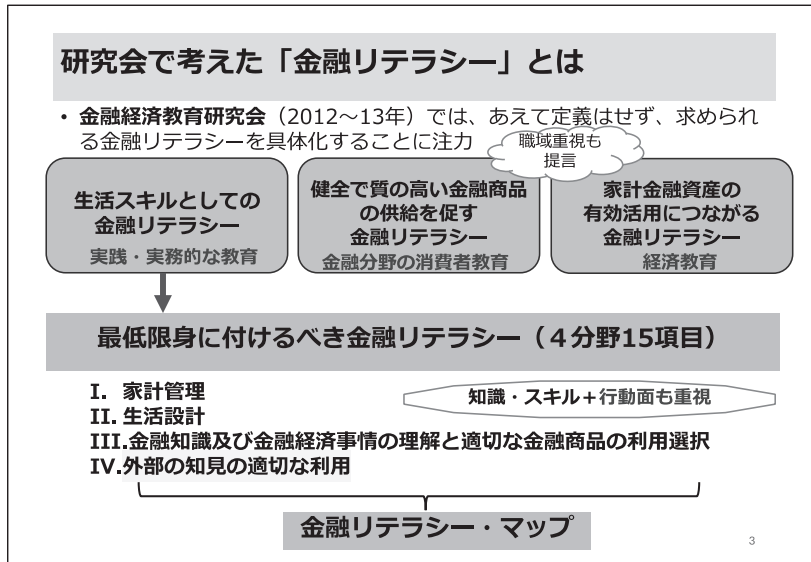 研究会で考えた「金融リテラシー」とは
• 金融経済教育研究会（2012～13年）では、あえて定義はせず、求められ
る金融リテラシーを具体化することに注力
職域重視も
提言
生活スキルとしての
金融リテラシー
実践・実務的な教育
健全で質の高い金融商品
の供給を促す
金融リテラシー
金融分野の消費者教育
家計金融資産の
有効活用につながる
金融リテラシー
経済教育
最低限身に付けるべき金融リテラシー（４分野15項目）
I. 家計管理
II. 生活設計
III.金融知識及び金融経済事情の理解と適切な金融商品の利用選択
IV.外部の知見の適切な利用
知識・スキル＋行動面も重視
金融リテラシー・マップ
3